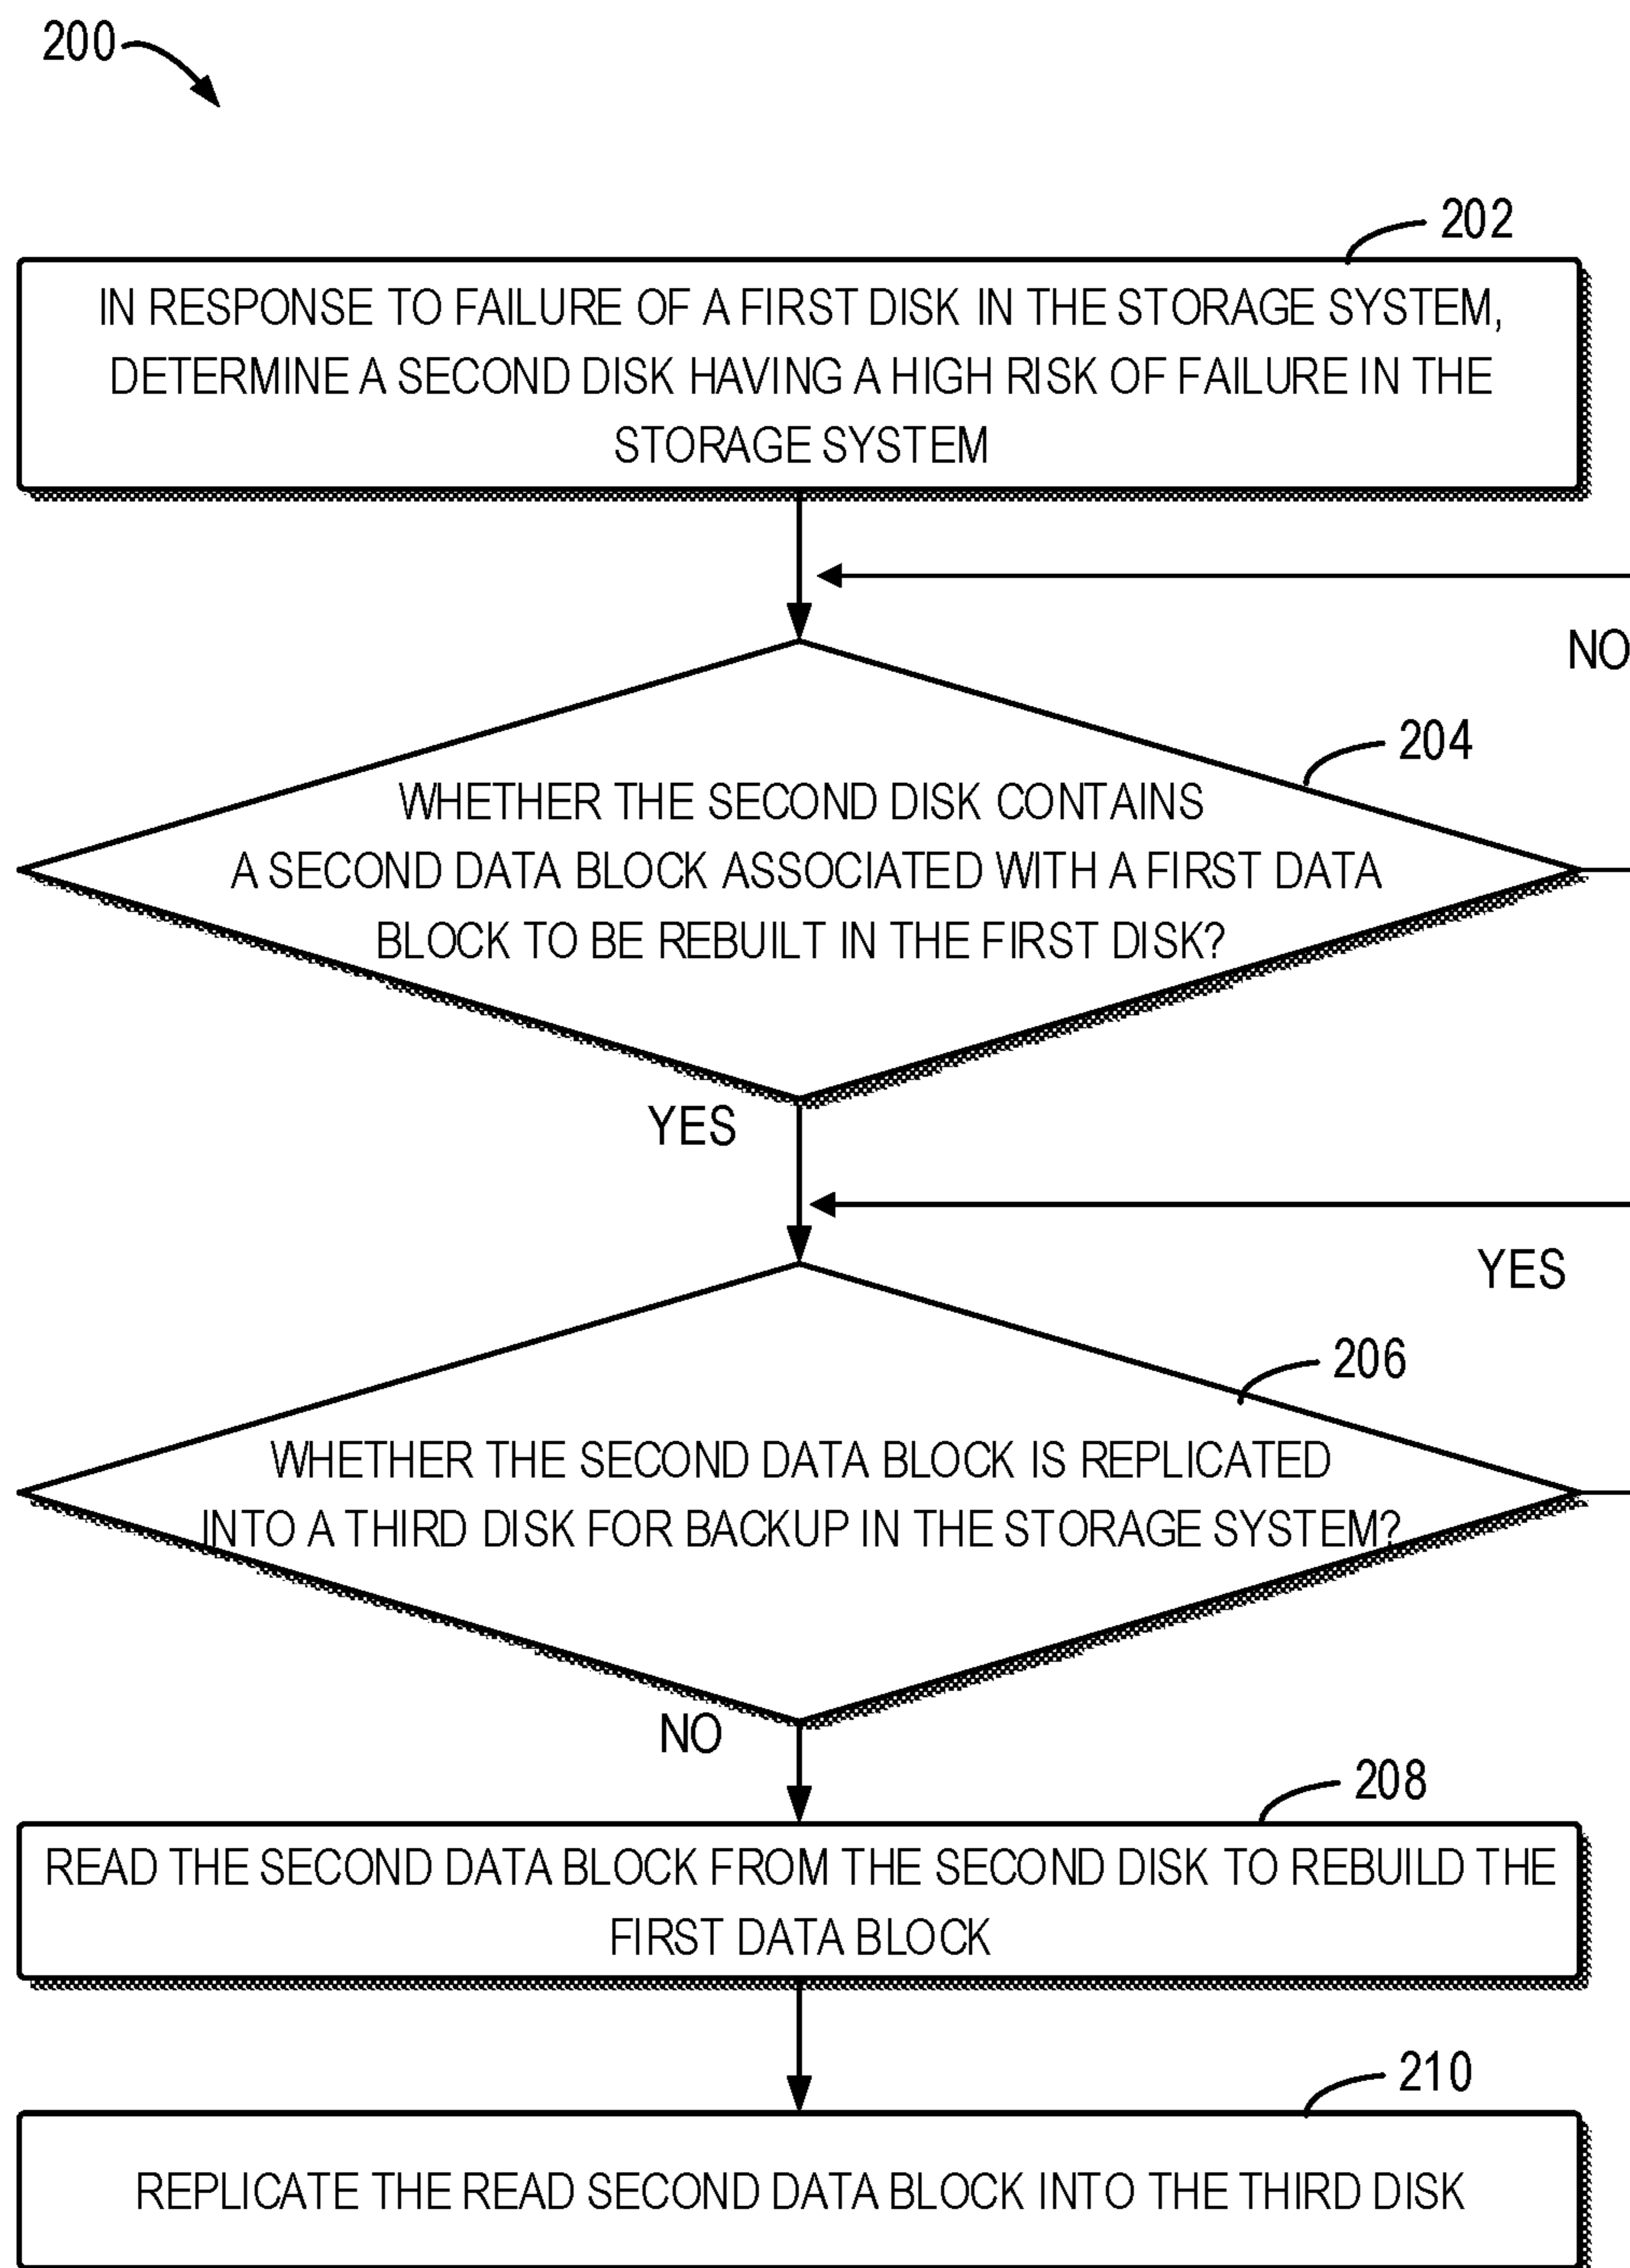 200
202
IN RESPONSE TO FAILURE OF A FIRST DISK IN THE STORAGE SYSTEM,
DETERMINE A SECOND DISK HAVING A HIGH RISK OF FAILURE IN THE
STORAGE SYSTEM
NO
204
WHETHER THE SECOND DISK CONTAINS
A SECOND DATA BLOCK ASSOCIATED WITH A FIRST DATA
BLOCK TO BE REBUILT IN THE FIRST DISK?
YES
YES
206
WHETHER THE SECOND DATA BLOCK IS REPLICATED
INTO A THIRD DISK FOR BACKUP IN THE STORAGE SYSTEM?
NO
208
READ THE SECOND DATA BLOCK FROM THE SECOND DISK TO REBUILD THE
FIRST DATA BLOCK
210
REPLICATE THE READ SECOND DATA BLOCK INTO THE THIRD DISK